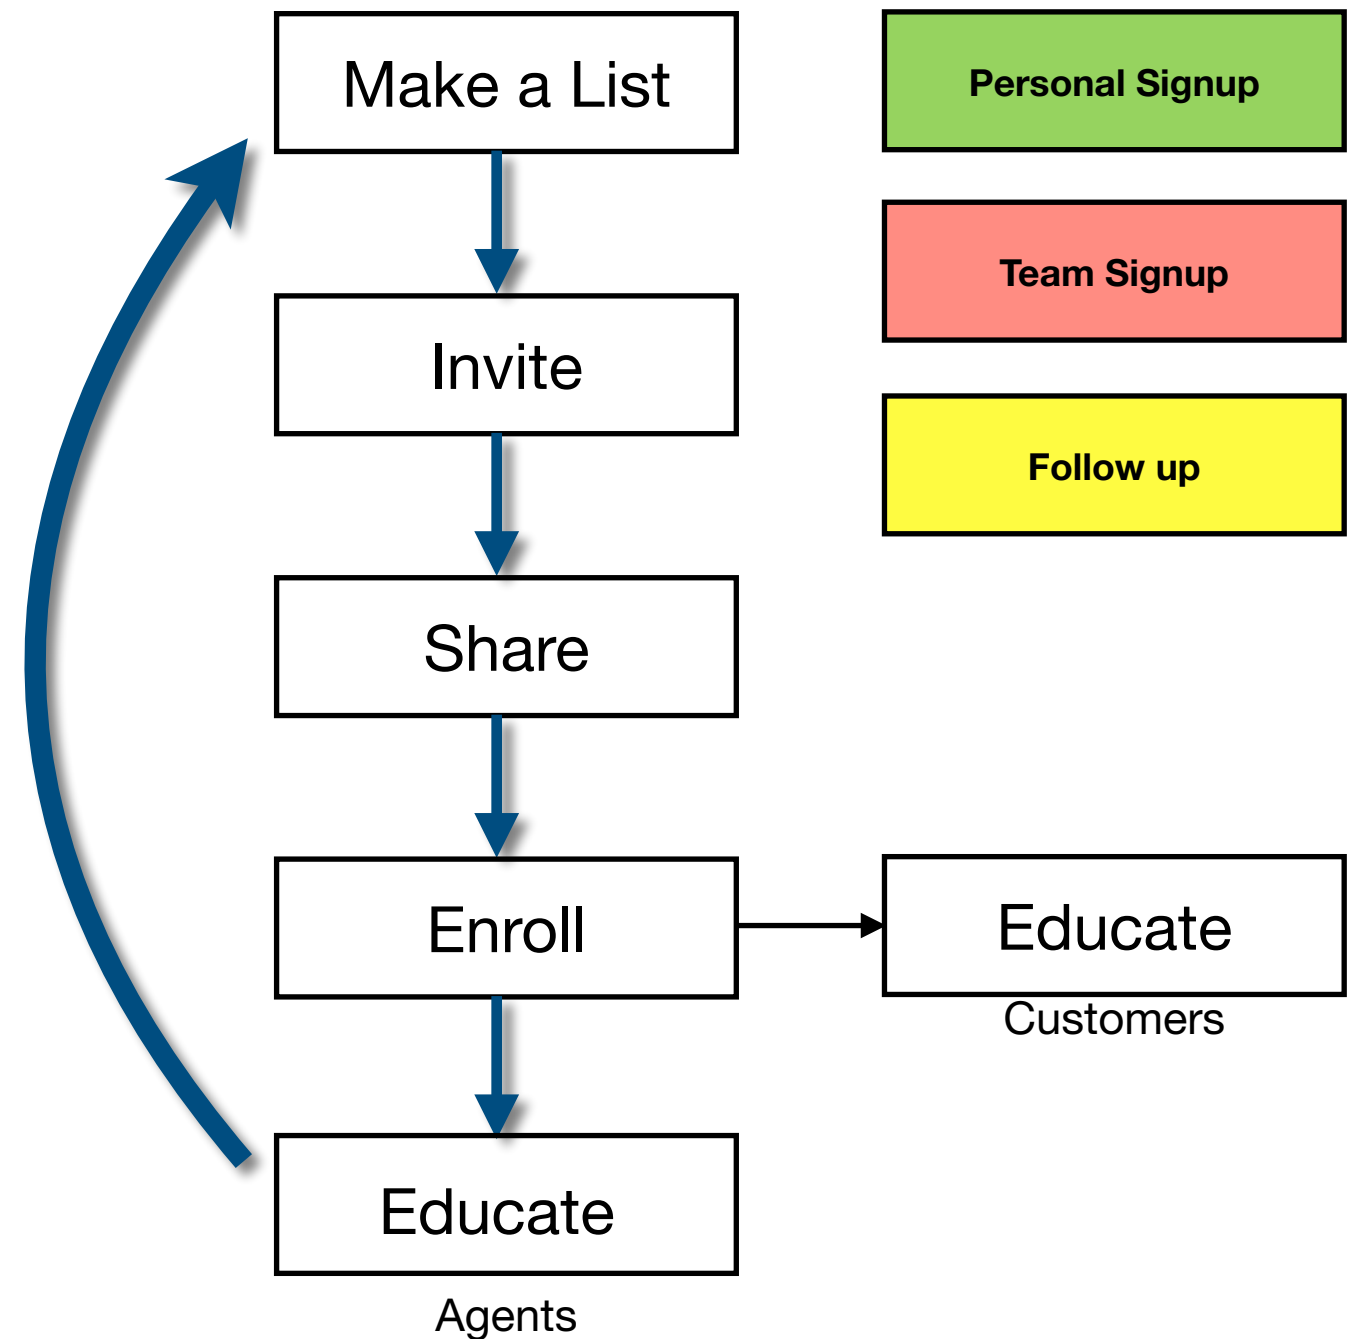 Make a List
Personal Signup
Team Signup
Invite
Follow up
Share
Enroll
Educate
Customers
Educate
Agents